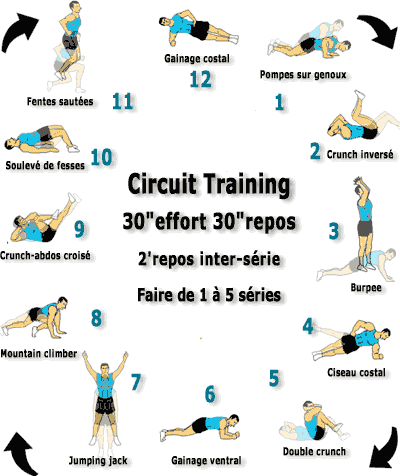 Gainage costal
12
Pompes sur genoux
1
Fentes sautées
11
2
Crunch inversé
Soulevé de fesses
10
Circuit Training
30"effort 30"repos
2'repos inter-série
Faire de 1 à 5 séries
9
Crunch-abdos croisé
3
Burpee
8
Mountain climber
4
Ciseau costal
7
Jumping jack
6
Gainage ventral
5
Double crunch